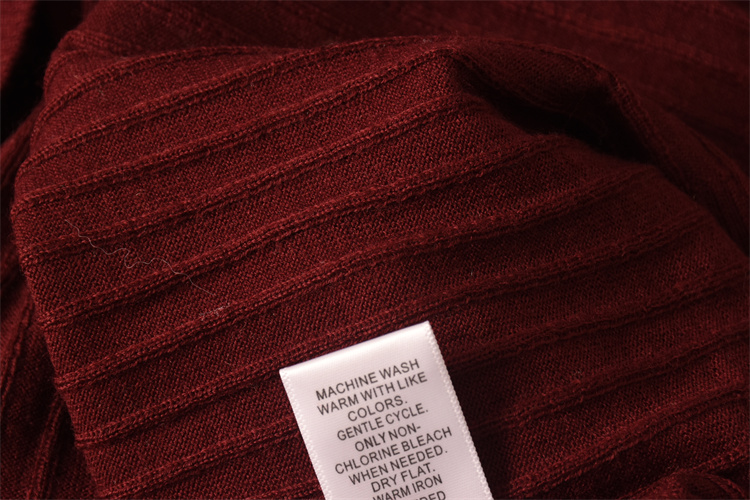 MACHINE WASH
WARM WITH LIKE
COLORS.
GENTLE CYCLE.
ONLY NON-
CHLORINE BLEACH
WHEN NEEDED.
DRY FLAT.
WARM IRON